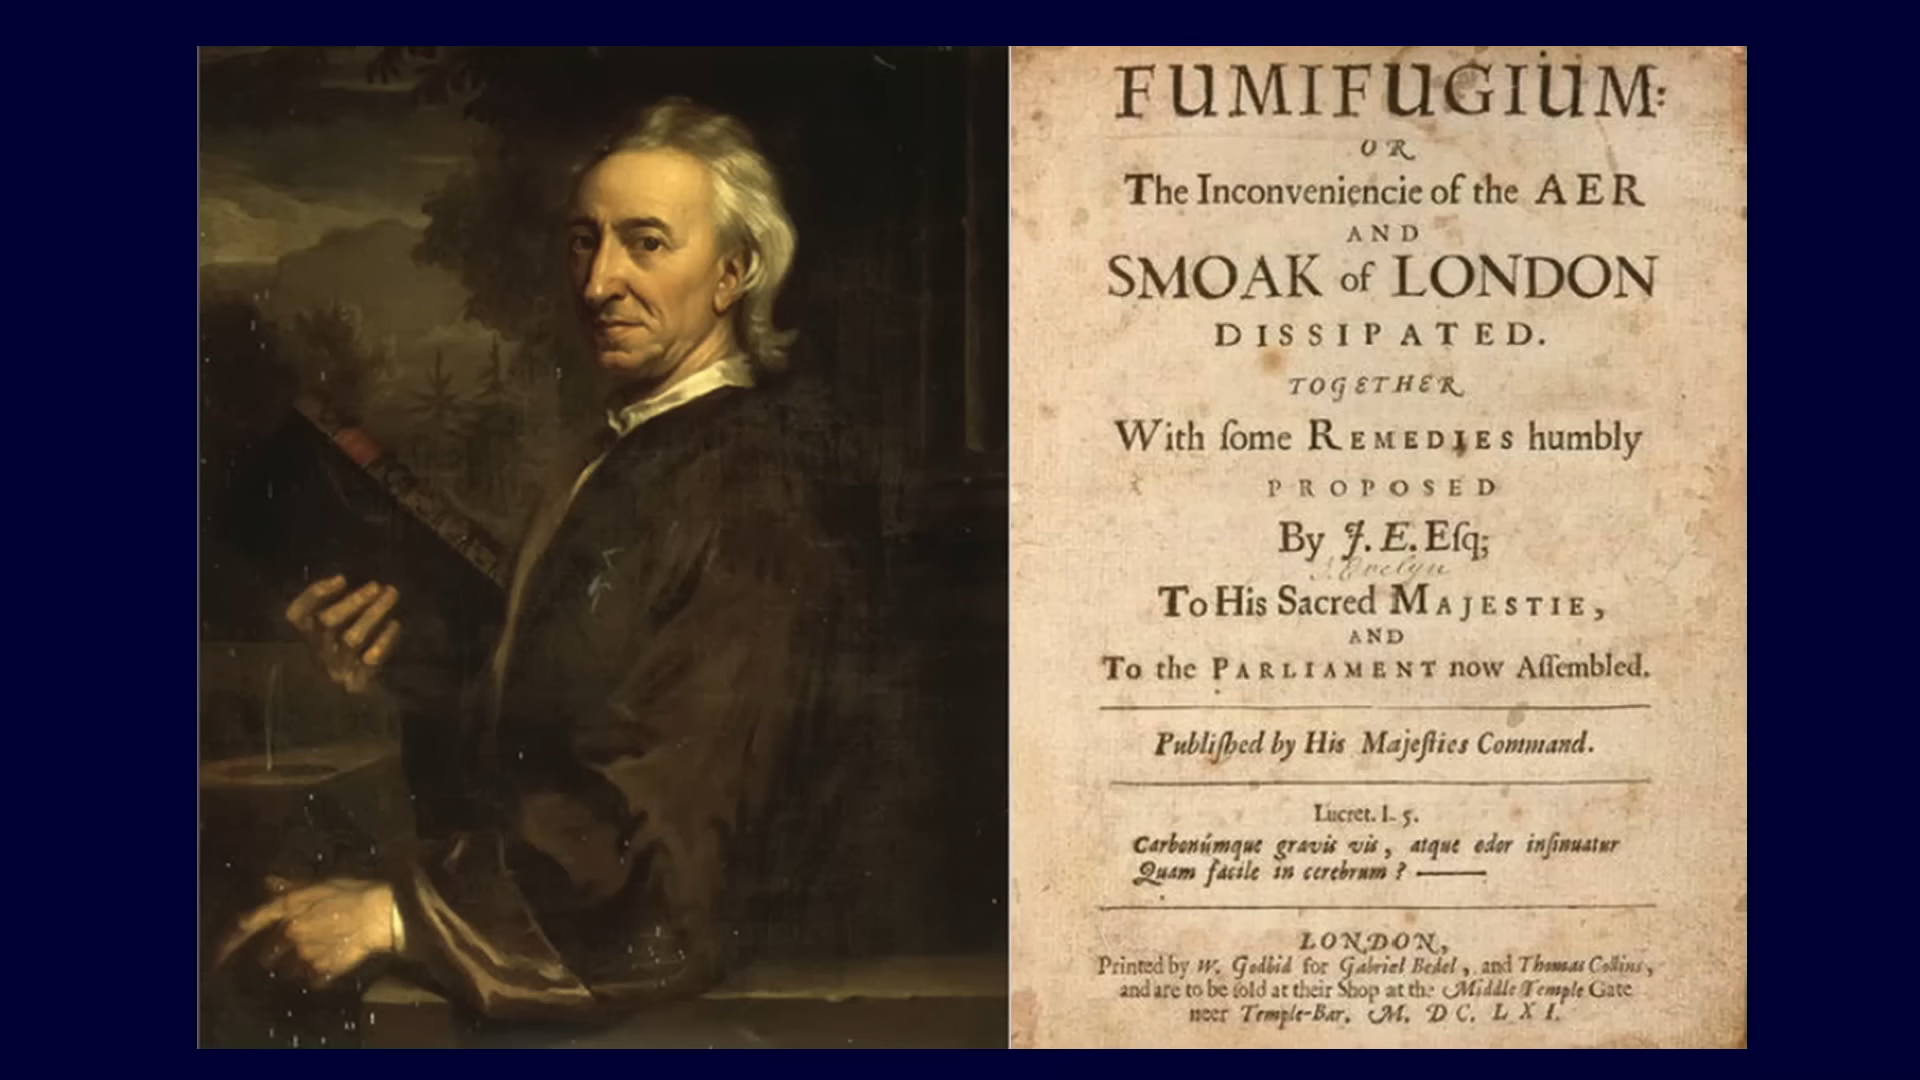 FUMIFUGIUM:
OR
The Inconveniencie of the AER
AND
SMOAK of LONDON
DISSIPATED.
TOGETHER
With ſome REMEDIES humbly
PROPOSED
By J. E. Eſq;
J. Evelyn
To His Sacred MAJESTIE,
AND
To the PARLIAMENT now Aſſembled.
Publiſhed by His Majeſties Command.
Lucret. l. 5.
Carbonúmque gravis vis, atque odor inſinuatur
Quam facile in cerebrum? ——
LONDON,
Printed by W. Godbid for Gabriel Bedel, and Thomas Collins,
and are to be ſold at their Shop at the Middle Temple Gate
neer Temple-Bar. M. DC. LXI.